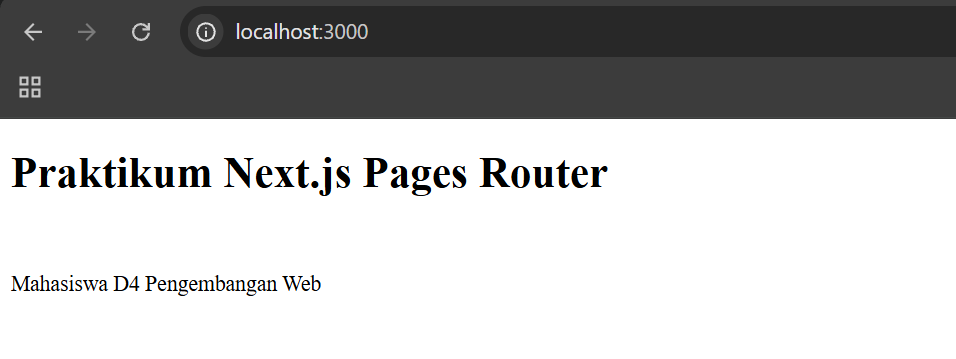 localhost:3000
Praktikum Next.js Pages Router
Mahasiswa D4 Pengembangan Web